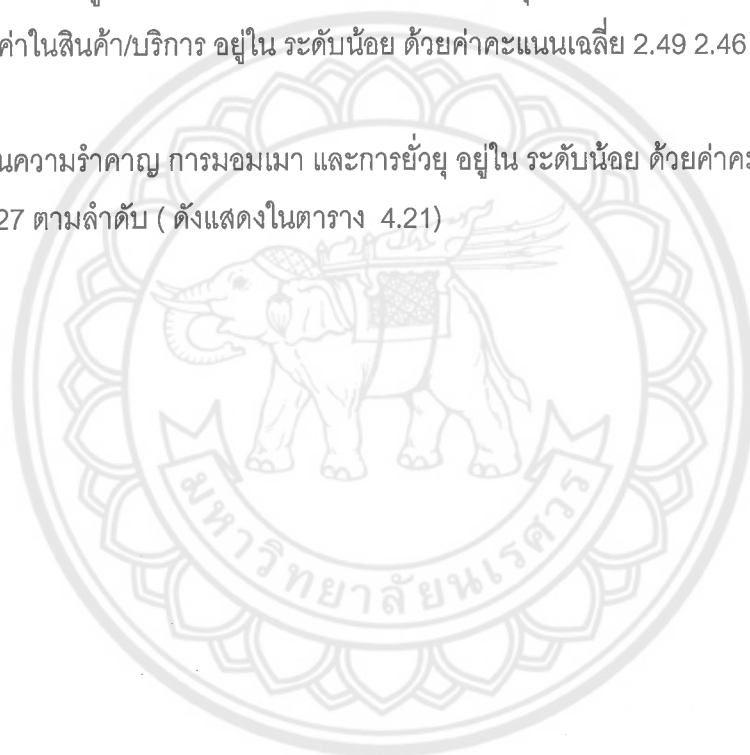 ค่าในสินค้า/บริการ อยู่ใน ระดับน้อย ด้วยค่าคะแนนเฉลี่ย 2.49 2.46
นความรำคาญ การมอมเมา และการยั่วยุ อยู่ใน ระดับน้อย ด้วยค่าคะ
27 ตามลำดับ ( ดังแสดงในตาราง 4.21)
มหาวิทยาลัยนเรศวร